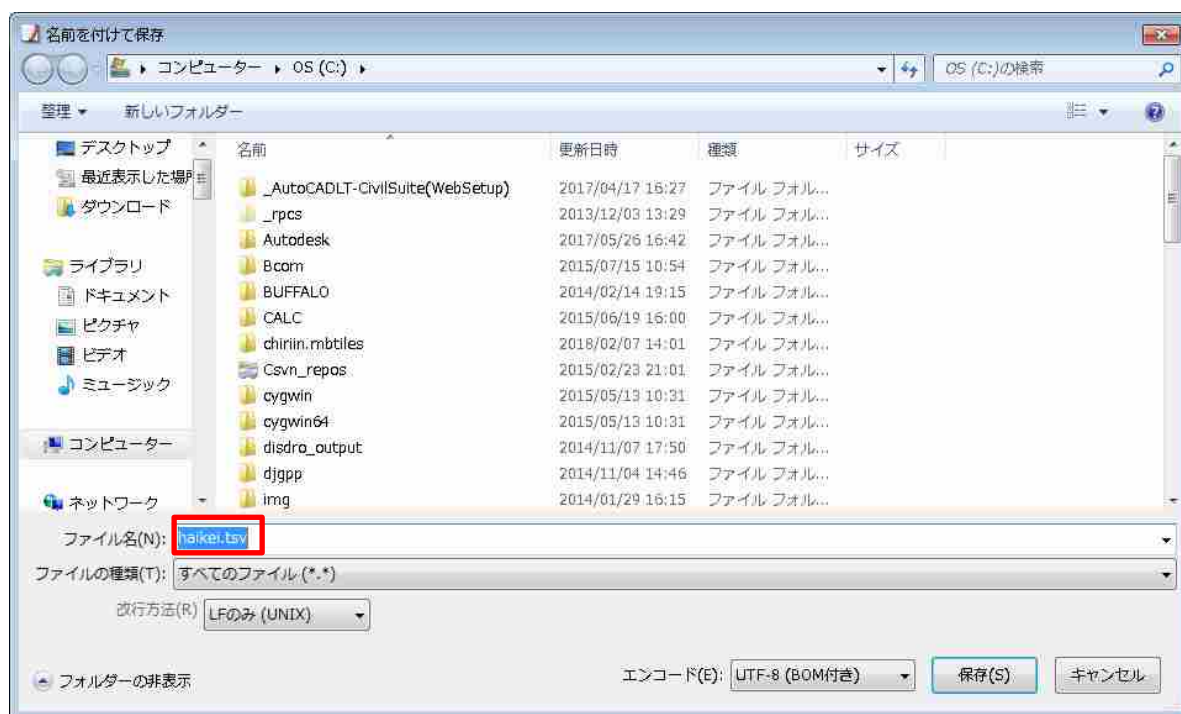 名前を付けて保存
コンピューター OS (C:)
OS (C:)の検索
整理 新しいフォルダー
デスクトップ
最近表示した場所
ダウンロード
ライブラリ
ドキュメント
ピクチャ
ビデオ
ミュージック
コンピューター
ネットワーク
名前 更新日時 種類 サイズ
_AutoCADLT-CivilSuite(WebSetup) 2017/04/17 16:27 ファイル フォル...
_rpcs 2013/12/03 13:29 ファイル フォル...
Autodesk 2017/05/26 16:42 ファイル フォル...
Bcom 2015/07/15 10:54 ファイル フォル...
BUFFALO 2014/02/14 19:15 ファイル フォル...
CALC 2015/06/19 16:00 ファイル フォル...
chiriin.mbtiles 2018/02/07 14:01 ファイル フォル...
Csvn_repos 2015/02/23 21:01 ファイル フォル...
cygwin 2015/05/13 10:31 ファイル フォル...
cygwin64 2015/05/13 10:31 ファイル フォル...
disdro_output 2014/11/07 17:50 ファイル フォル...
djgpp 2014/11/04 14:46 ファイル フォル...
img 2014/01/29 16:15 ファイル フォル...
ファイル名(N): haikei.tsv
ファイルの種類(T): すべてのファイル (*.*)
改行方法(R) LFのみ (UNIX)
フォルダーの非表示
エンコード(E): UTF-8 (BOM付き) 保存(S) キャンセル